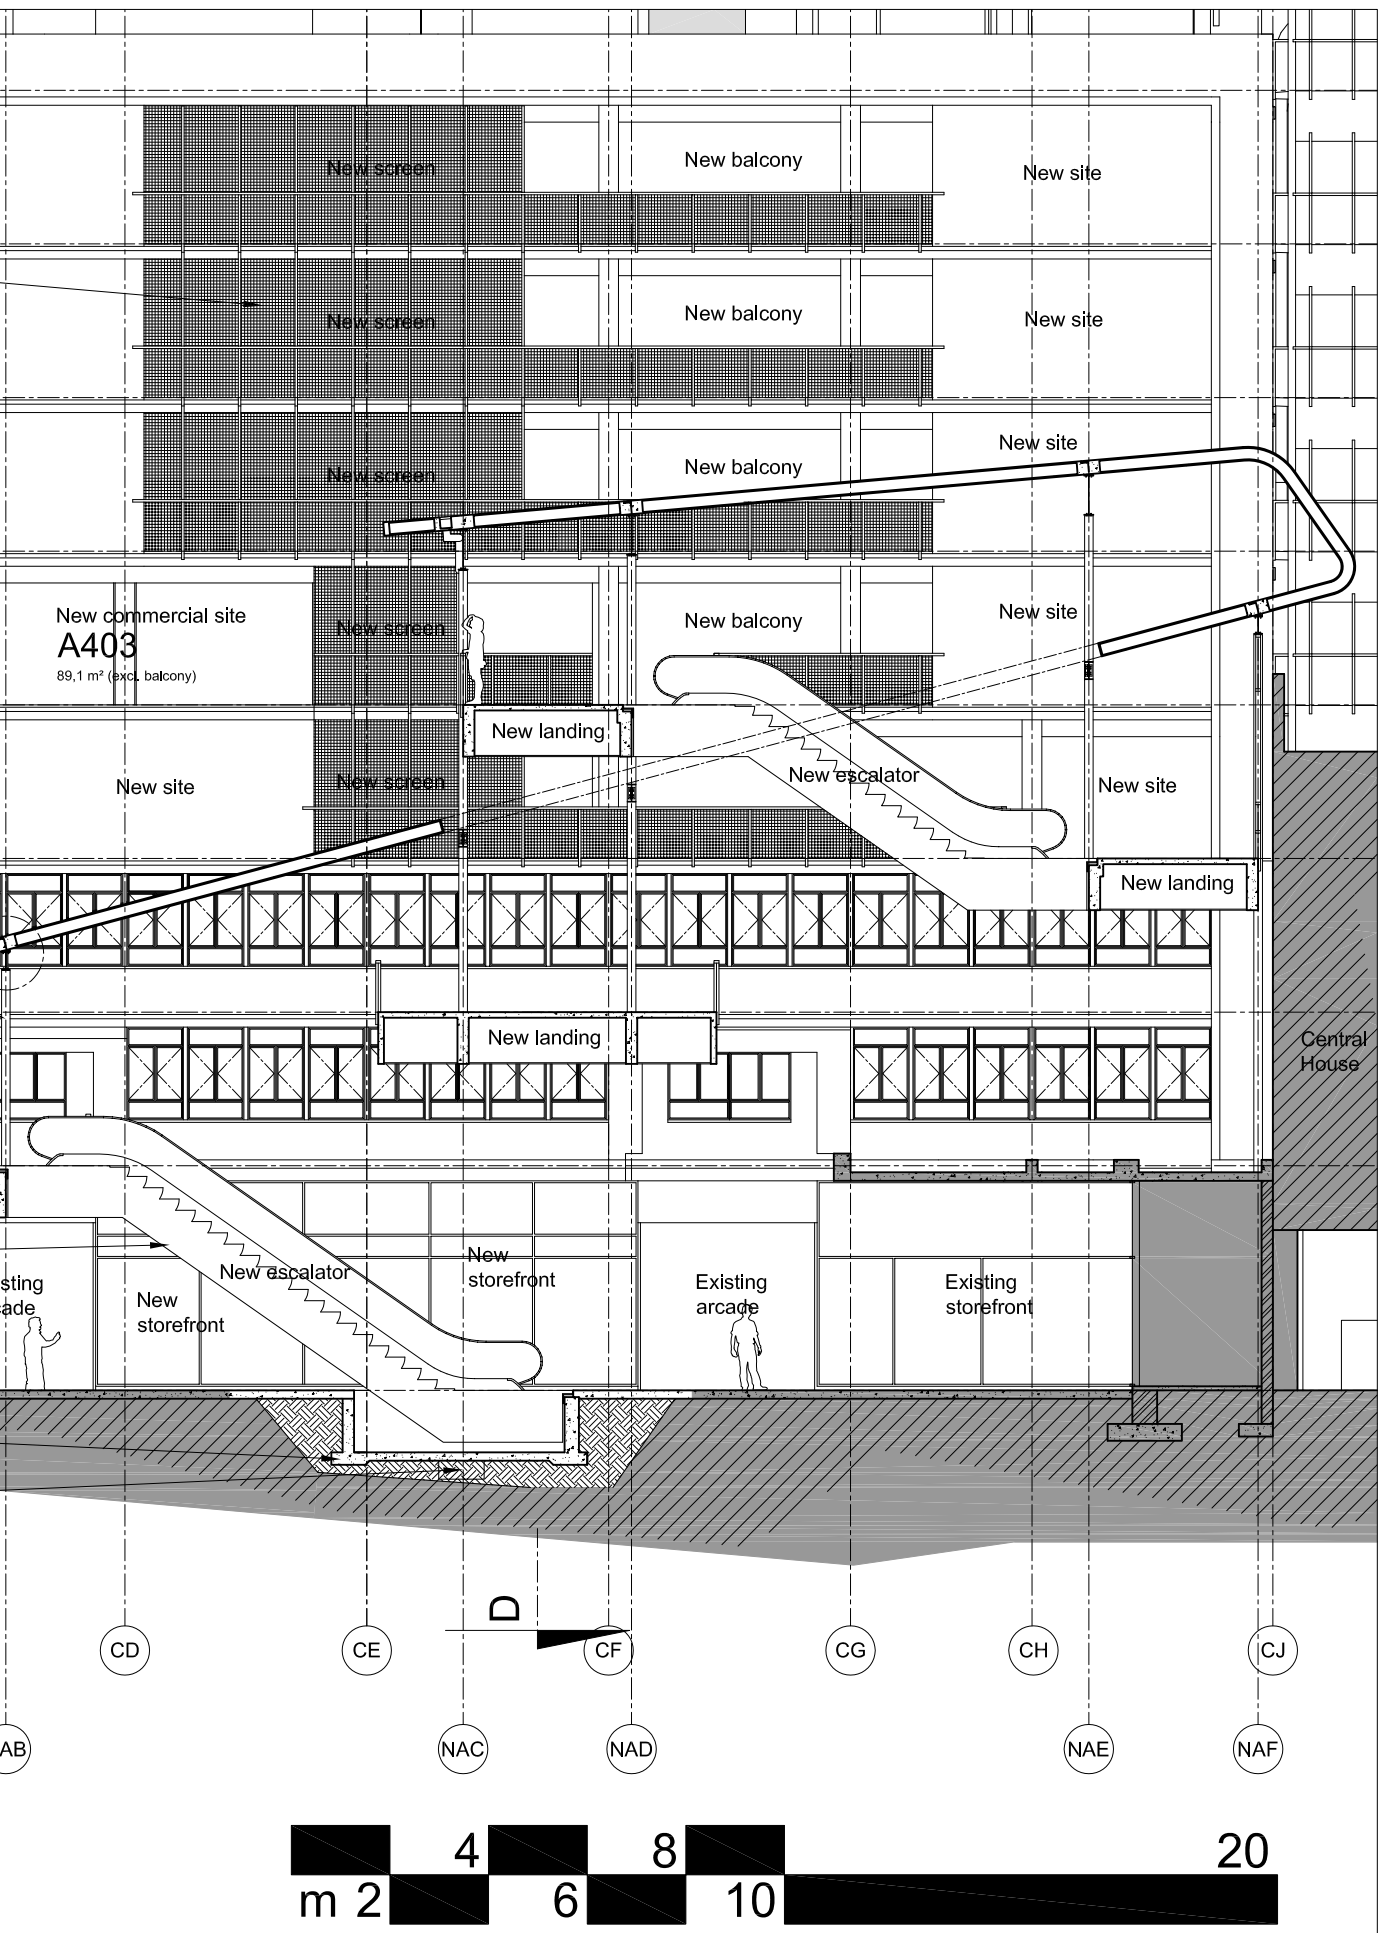 New screen
New balcony
New site
New screen
New balcony
New site
New screen
New balcony
New site
New commercial site
A403
89,1 m² (excl. balcony)
New screen
New balcony
New site
New landing
New site
New screen
New escalator
New site
New landing
New landing
Central
House
New escalator
New
storefront
New
storefront
Existing
arcade
Existing
storefront
sting
cade
D
CD
CE
CF
CG
CH
CJ
AB
NAC
NAD
NAE
NAF
4
8
20
m 2
6
10